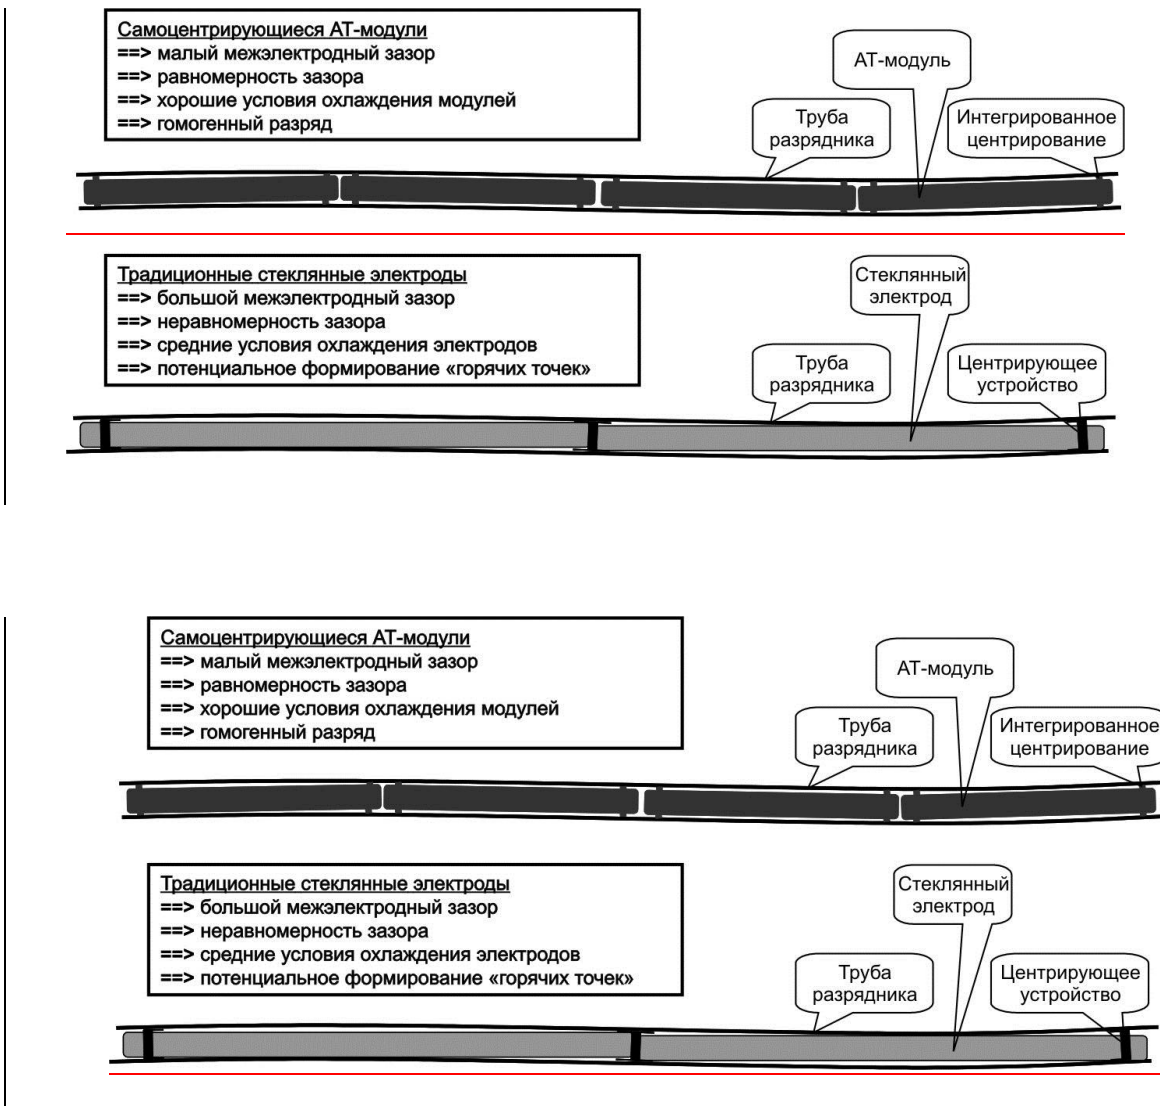 Самоцентрирующиеся АТ-модули
==> малый межэлектродный зазор
==> равномерность зазора
==> хорошие условия охлаждения модулей
==> гомогенный разряд
АТ-модуль
Труба
разрядника
Интегрированное
центрирование
Традиционные стеклянные электроды
==> большой межэлектродный зазор
==> неравномерность зазора
==> средние условия охлаждения электродов
==> потенциальное формирование «горячих точек»
Стеклянный
электрод
Труба
разрядника
Центрирующее
устройство
Самоцентрирующиеся АТ-модули
==> малый межэлектродный зазор
==> равномерность зазора
==> хорошие условия охлаждения модулей
==> гомогенный разряд
АТ-модуль
Труба
разрядника
Интегрированное
центрирование
Традиционные стеклянные электроды
==> большой межэлектродный зазор
==> неравномерность зазора
==> средние условия охлаждения электродов
==> потенциальное формирование «горячих точек»
Стеклянный
электрод
Труба
разрядника
Центрирующее
устройство